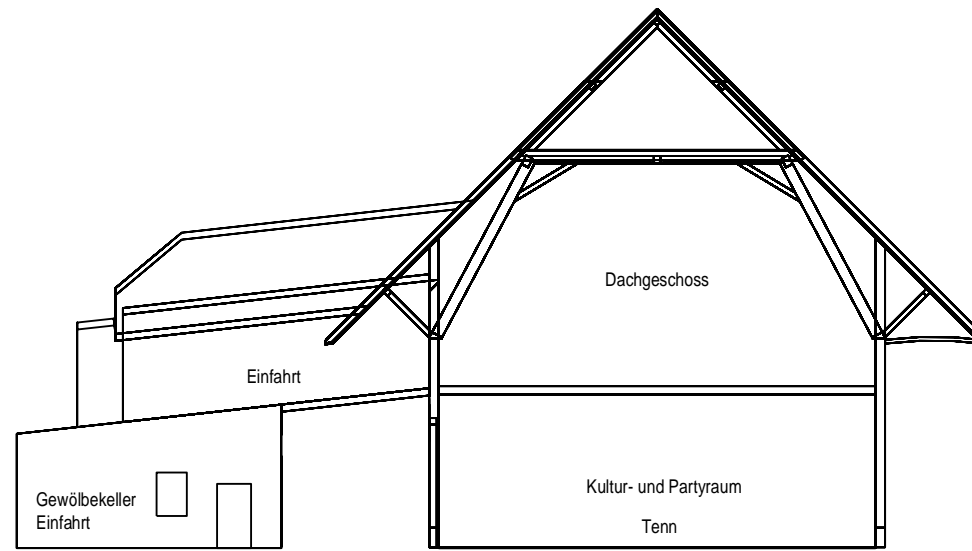 Dachgeschoss
Einfahrt
Kultur- und Partyraum
Tenn
Gewölbekeller
Einfahrt